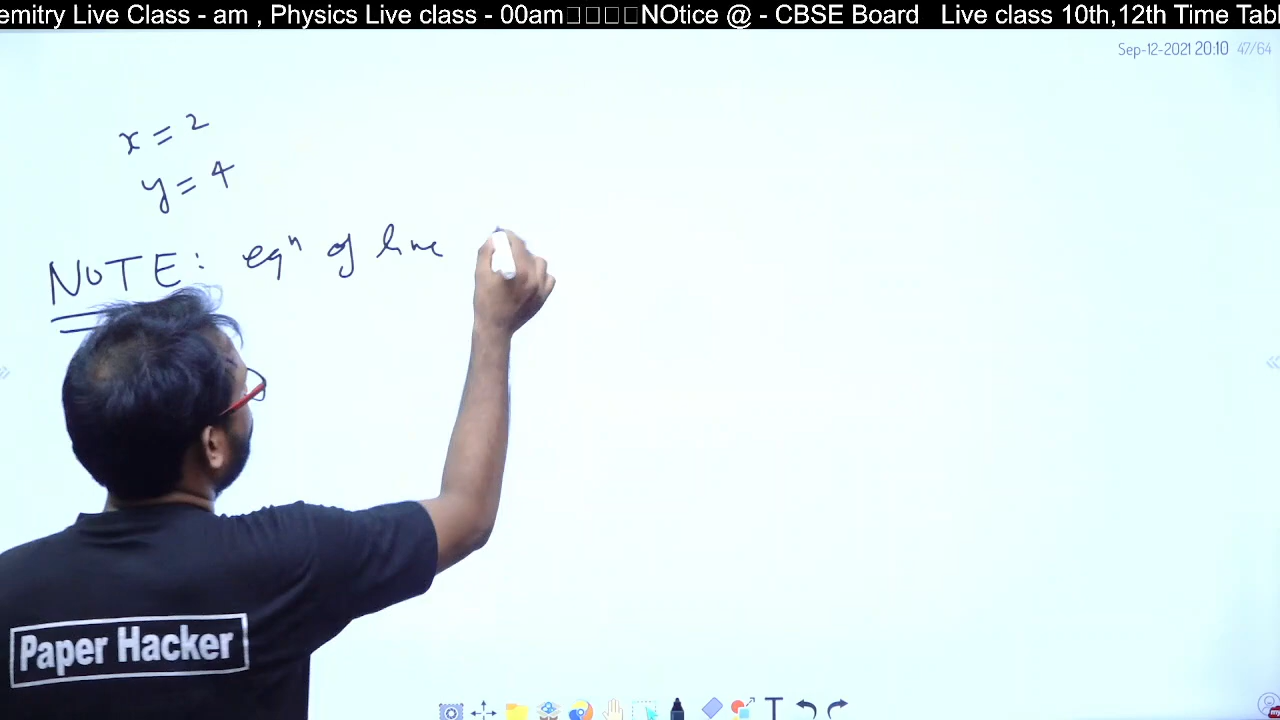 emitry Live Class - am , Physics Live class - 00am□□□□NOtice @ - CBSE Board Live class 10th,12th Time Tabl
Sep-12-2021 20:10 47/64
x = 2
y = 4
NOTE: eqⁿ of line
Paper Hacker
T